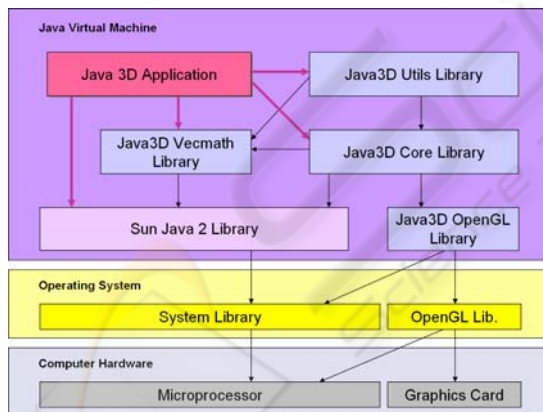 Java Virtual Machine
Java 3D Application
Java3D Utils Library
Java3D Vecmath
Library
Java3D Core Library
Sun Java 2 Library
Java3D OpenGL
Library
Operating System
System Library
OpenGL Lib.
Computer Hardware
Microprocessor
Graphics Card